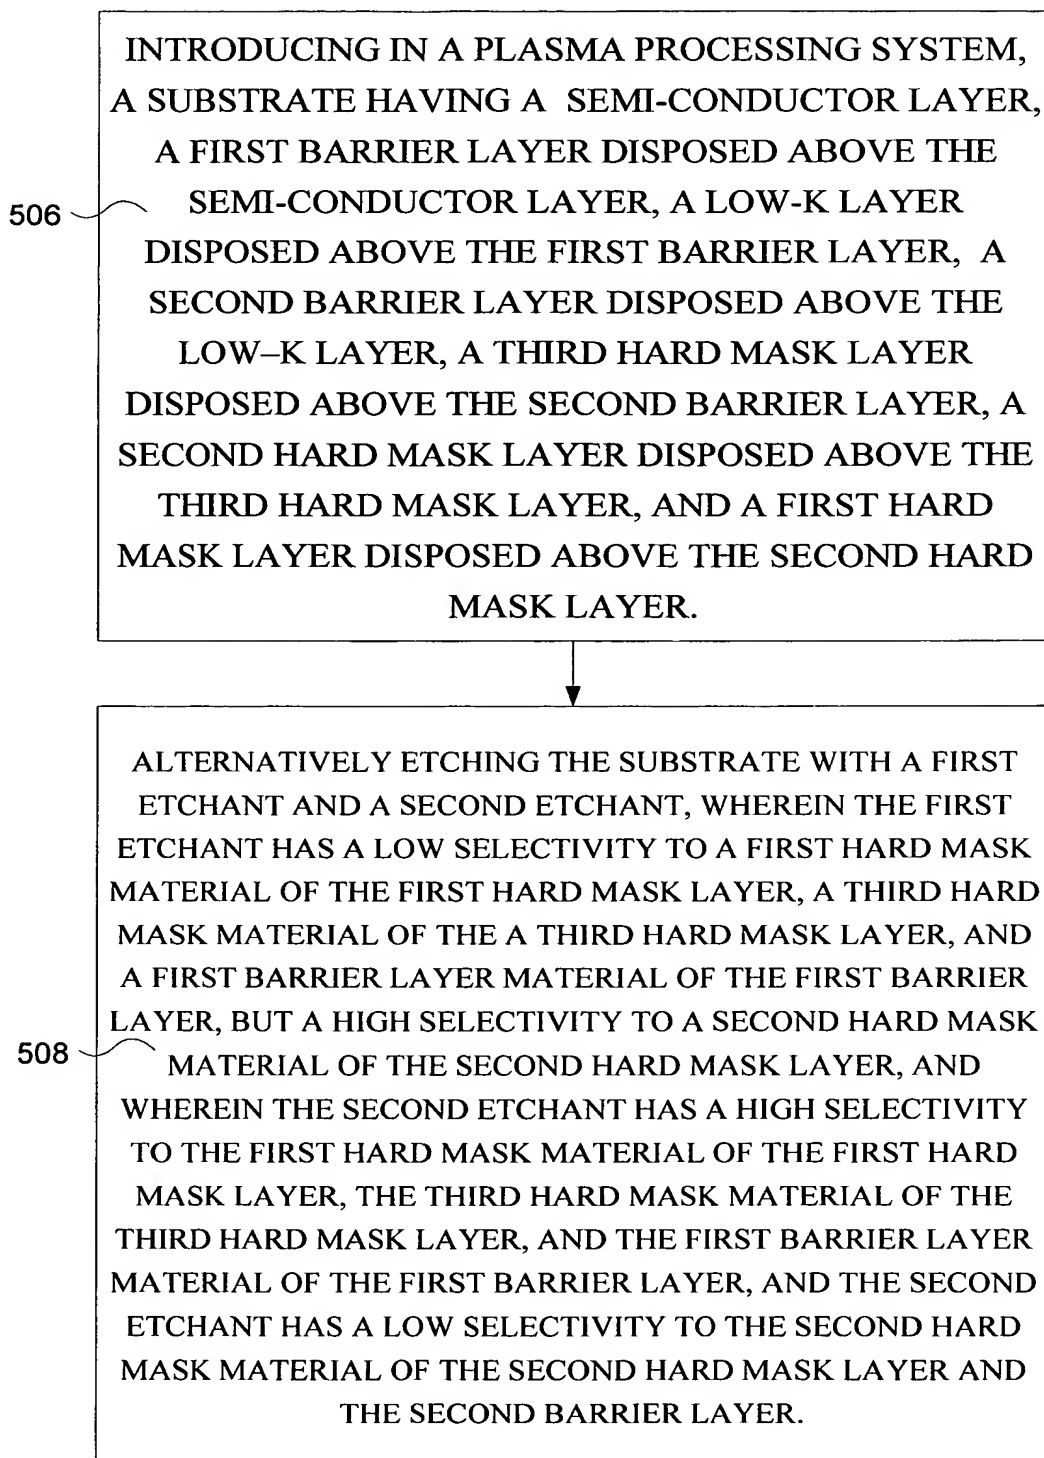 INTRODUCING IN A PLASMA PROCESSING SYSTEM,
A SUBSTRATE HAVING A SEMI-CONDUCTOR LAYER,
A FIRST BARRIER LAYER DISPOSED ABOVE THE
506
SEMI-CONDUCTOR LAYER, A LOW-K LAYER
DISPOSED ABOVE THE FIRST BARRIER LAYER, A
SECOND BARRIER LAYER DISPOSED ABOVE THE
LOW–K LAYER, A THIRD HARD MASK LAYER
DISPOSED ABOVE THE SECOND BARRIER LAYER, A
SECOND HARD MASK LAYER DISPOSED ABOVE THE
THIRD HARD MASK LAYER, AND A FIRST HARD
MASK LAYER DISPOSED ABOVE THE SECOND HARD
MASK LAYER.
ALTERNATIVELY ETCHING THE SUBSTRATE WITH A FIRST
ETCHANT AND A SECOND ETCHANT, WHEREIN THE FIRST
ETCHANT HAS A LOW SELECTIVITY TO A FIRST HARD MASK
MATERIAL OF THE FIRST HARD MASK LAYER, A THIRD HARD
MASK MATERIAL OF THE A THIRD HARD MASK LAYER, AND
A FIRST BARRIER LAYER MATERIAL OF THE FIRST BARRIER
LAYER, BUT A HIGH SELECTIVITY TO A SECOND HARD MASK
508
MATERIAL OF THE SECOND HARD MASK LAYER, AND
WHEREIN THE SECOND ETCHANT HAS A HIGH SELECTIVITY
TO THE FIRST HARD MASK MATERIAL OF THE FIRST HARD
MASK LAYER, THE THIRD HARD MASK MATERIAL OF THE
THIRD HARD MASK LAYER, AND THE FIRST BARRIER LAYER
MATERIAL OF THE FIRST BARRIER LAYER, AND THE SECOND
ETCHANT HAS A LOW SELECTIVITY TO THE SECOND HARD
MASK MATERIAL OF THE SECOND HARD MASK LAYER AND
THE SECOND BARRIER LAYER.